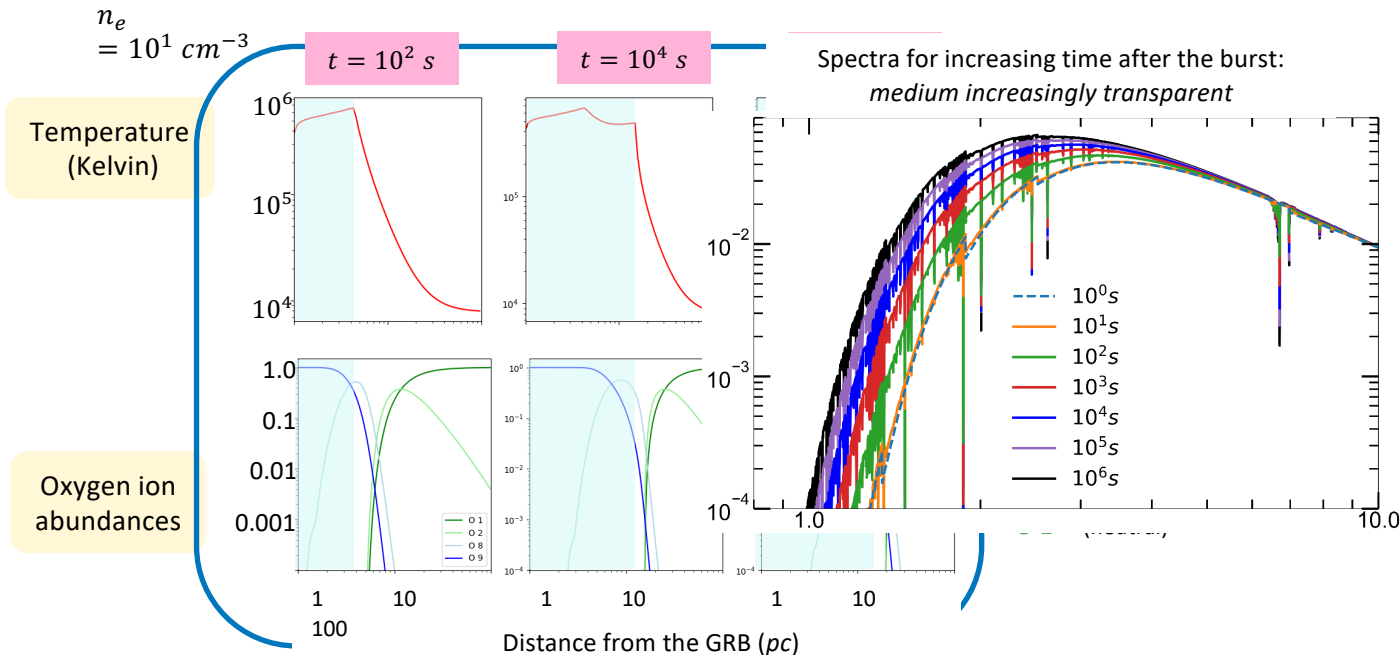 n_e
= 10^1 cm^-3
t = 10^2 s
t = 10^4 s
Spectra for increasing time after the burst:
medium increasingly transparent
Temperature
(Kelvin)
10^6
10^5
10^4
10^5
10^4
10^-2
10^-3
10^-4
10^0s
10^1s
10^2s
10^3s
10^4s
10^5s
10^6s
1.0
10.0
Oxygen ion
abundances
1.0
0.1
0.01
0.001
O 1
O 2
O 8
O 9
10^0
10^-1
10^-2
10^-3
10^-4
10^-4
(neutral)
1 10
100
1 10
1 10
Distance from the GRB (pc)